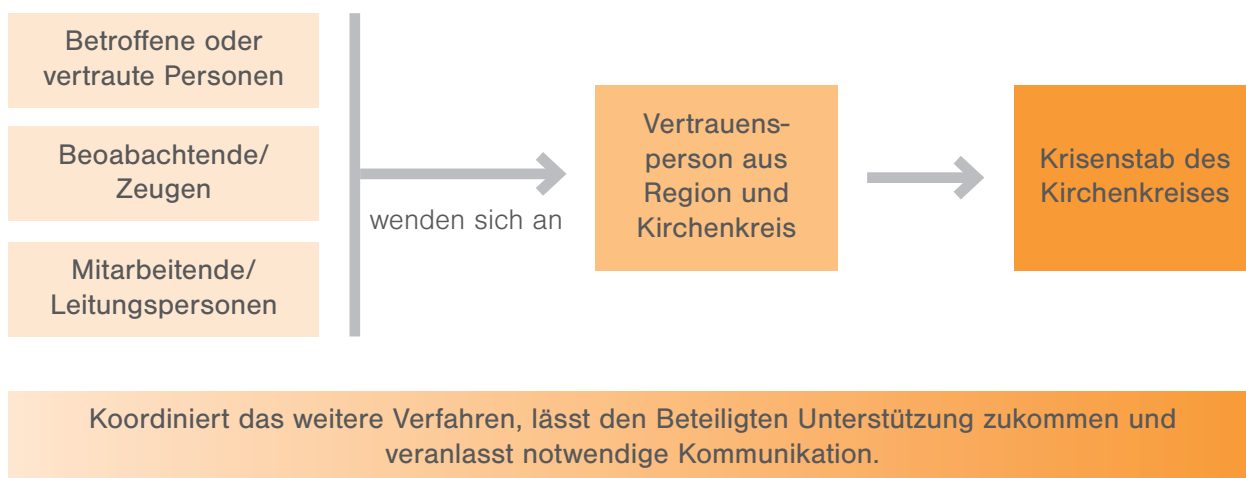 Betroffene oder
vertraute Personen
Beoabachtende/
Zeugen
Mitarbeitende/
Leitungspersonen
wenden sich an
Vertrauens-
person aus
Region und
Kirchenkreis
Krisenstab des
Kirchenkreises
Koordiniert das weitere Verfahren, lässt den Beteiligten Unterstützung zukommen und
veranlasst notwendige Kommunikation.